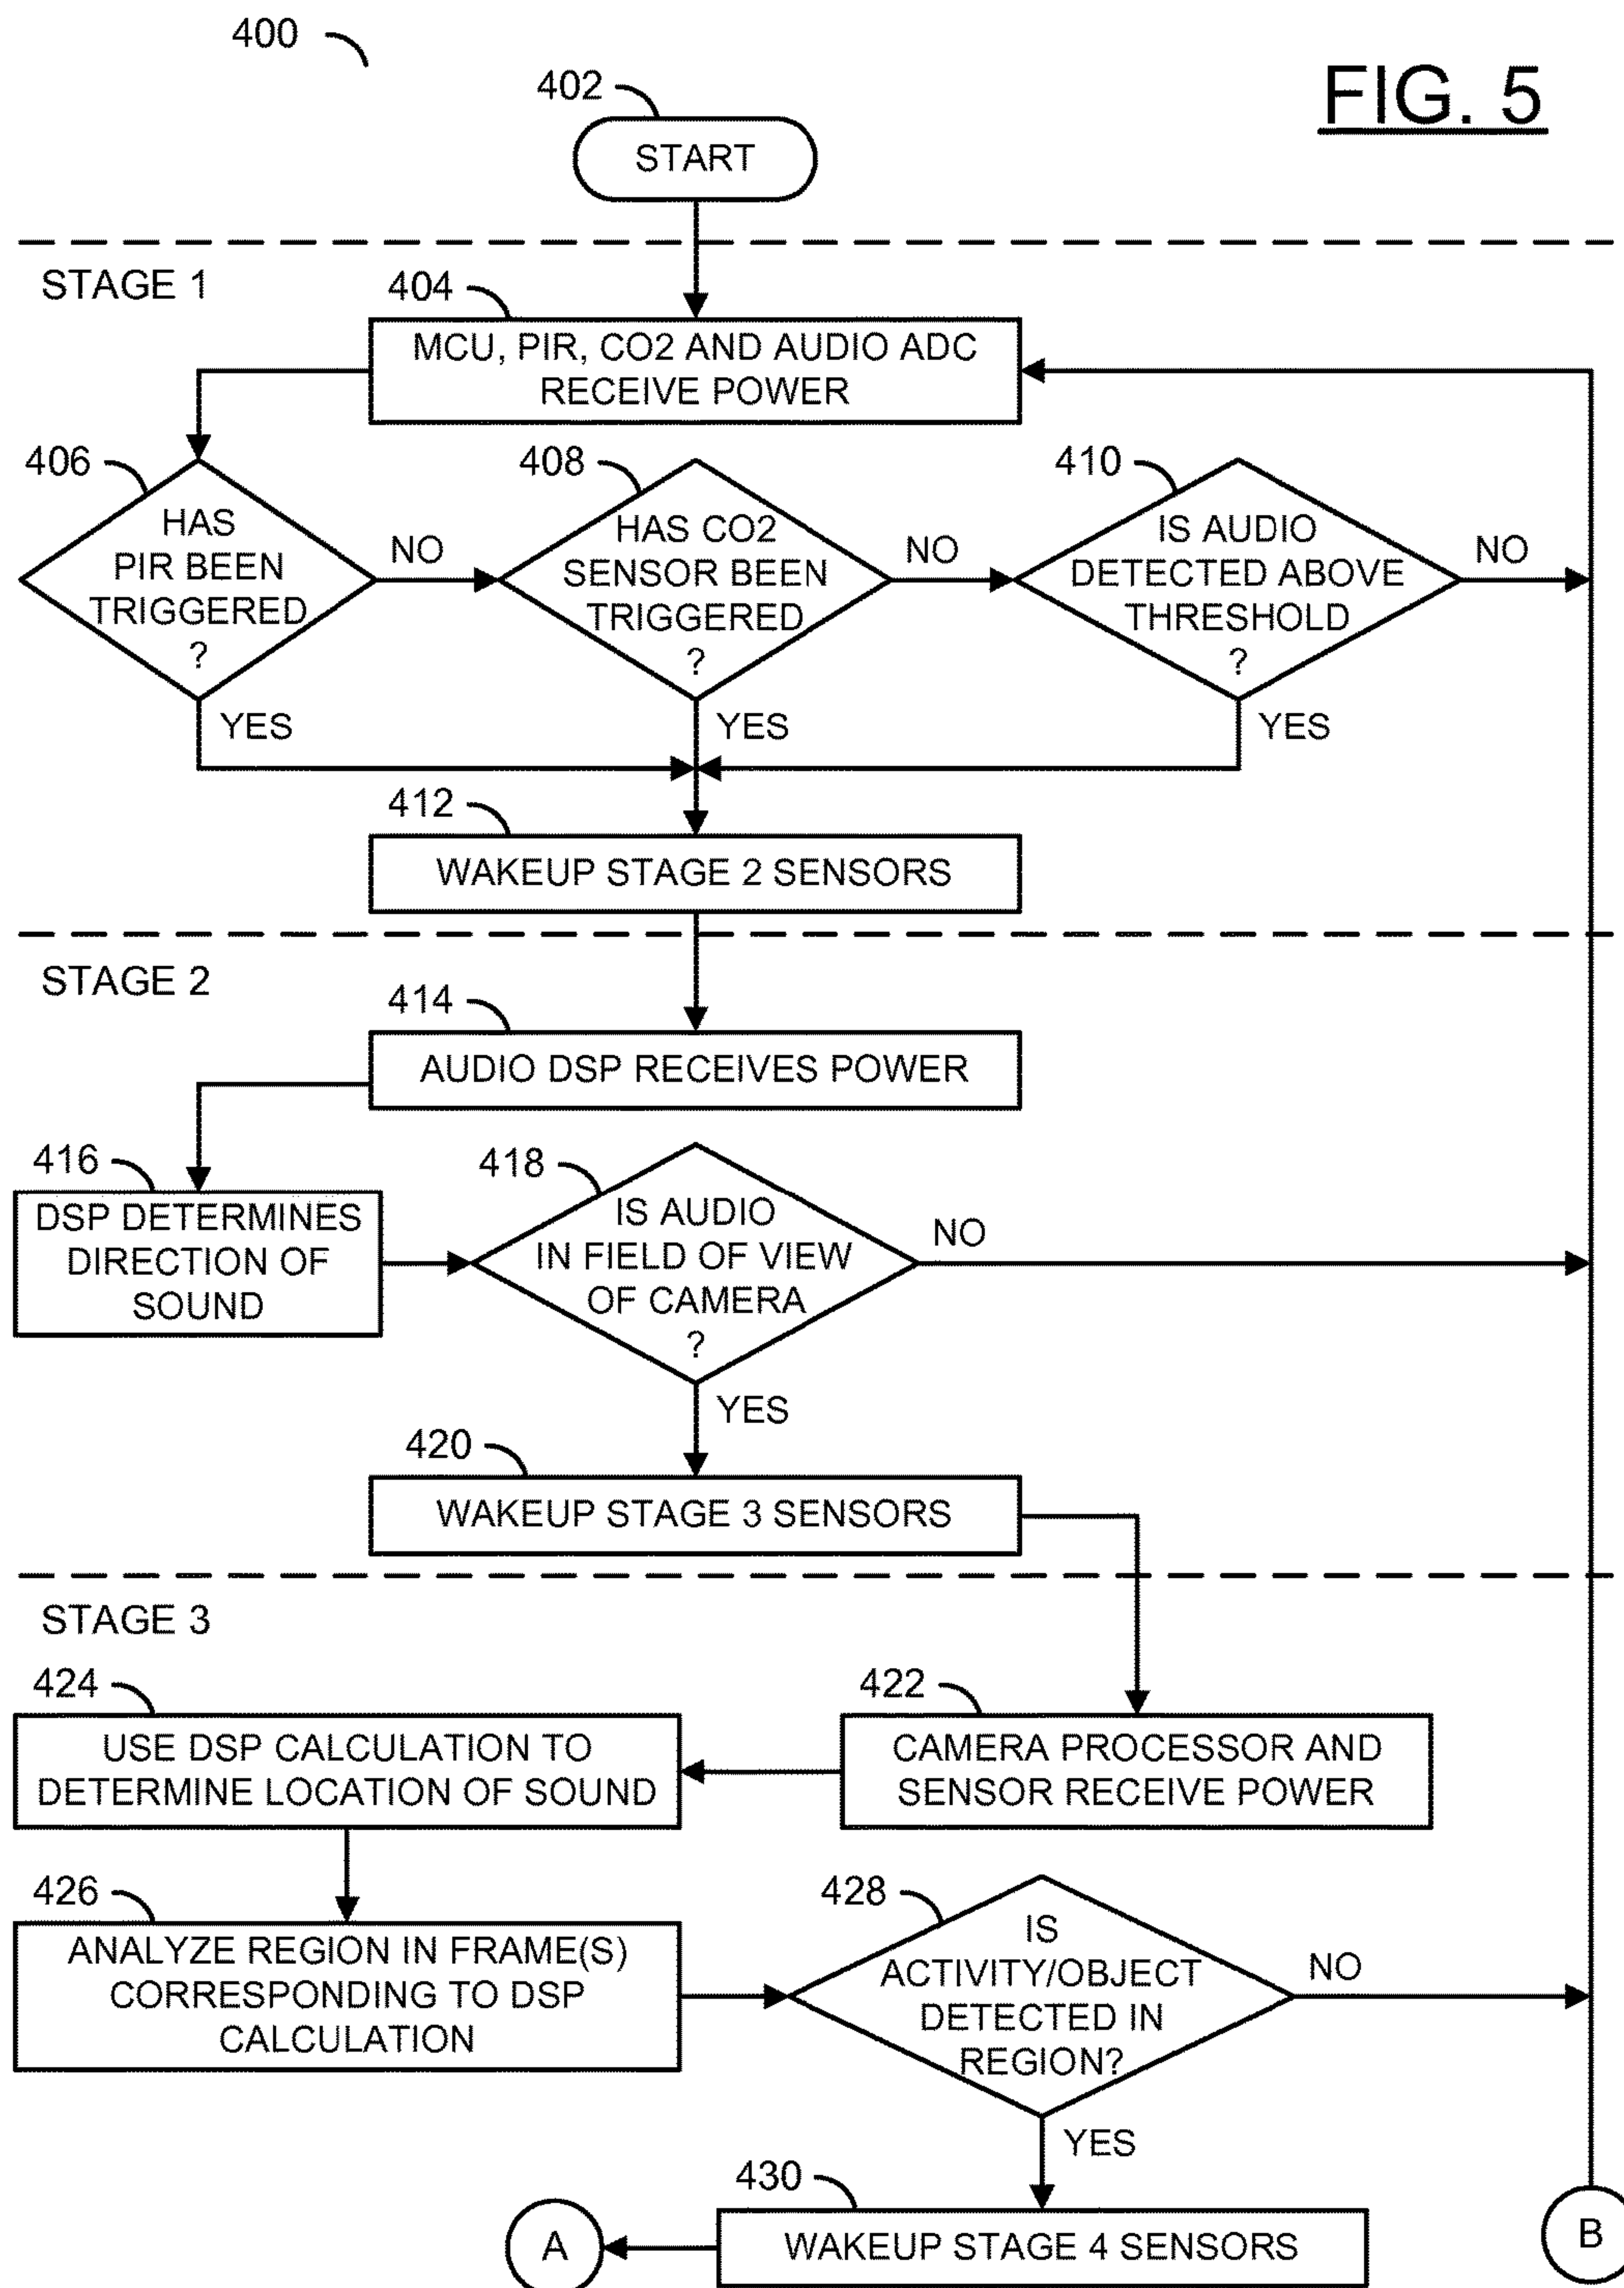 400
FIG. 5
402
START
STAGE 1
404
MCU, PIR, CO2 AND AUDIO ADC
RECEIVE POWER
406
HAS
PIR BEEN
TRIGGERED
?
NO
YES
408
HAS CO2
SENSOR BEEN
TRIGGERED
?
NO
YES
410
IS AUDIO
DETECTED ABOVE
THRESHOLD
?
NO
YES
412
WAKEUP STAGE 2 SENSORS
STAGE 2
414
AUDIO DSP RECEIVES POWER
416
DSP DETERMINES
DIRECTION OF
SOUND
418
IS AUDIO
IN FIELD OF VIEW
OF CAMERA
?
NO
YES
420
WAKEUP STAGE 3 SENSORS
STAGE 3
422
CAMERA PROCESSOR AND
SENSOR RECEIVE POWER
424
USE DSP CALCULATION TO
DETERMINE LOCATION OF SOUND
426
ANALYZE REGION IN FRAME(S)
CORRESPONDING TO DSP
CALCULATION
428
IS
ACTIVITY/OBJECT
DETECTED IN
REGION?
NO
YES
430
WAKEUP STAGE 4 SENSORS
A
B